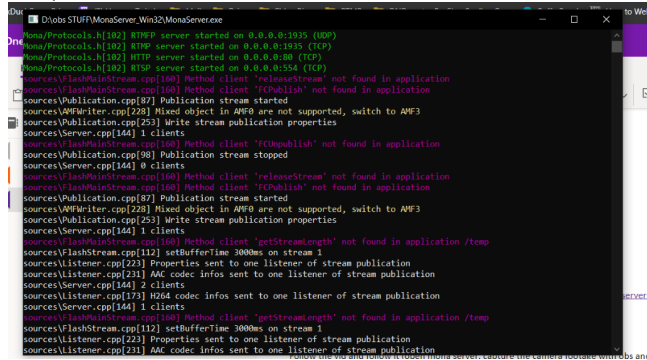 D:\obs STUFF\MonaServer_Win32\MonaServer.exe
to We
Mona/Protocols.h[102] RTMFP server started on 0.0.0.0:1935 (UDP)
Mona/Protocols.h[102] RTMP server started on 0.0.0.0:1935 (TCP)
Mona/Protocols.h[102] HTTP server started on 0.0.0.0:80 (TCP)
Mona/Protocols.h[102] RTSP server started on 0.0.0.0:554 (TCP)
sources\FlashMainStream.cpp[160] Method client 'releaseStream' not found in application
sources\FlashMainStream.cpp[160] Method client 'FCPublish' not found in application
sources\Publication.cpp[87] Publication stream started
sources\AMFWriter.cpp[228] Mixed object in AMF0 are not supported, switch to AMF3
sources\Publication.cpp[253] Write stream publication properties
sources\Server.cpp[144] 1 clients
sources\FlashMainStream.cpp[160] Method client 'FCUnpublish' not found in application
sources\Publication.cpp[98] Publication stream stopped
sources\Server.cpp[144] 0 clients
sources\FlashMainStream.cpp[160] Method client 'releaseStream' not found in application
sources\FlashMainStream.cpp[160] Method client 'FCPublish' not found in application
sources\Publication.cpp[87] Publication stream started
sources\AMFWriter.cpp[228] Mixed object in AMF0 are not supported, switch to AMF3
sources\Publication.cpp[253] Write stream publication properties
sources\Server.cpp[144] 1 clients
sources\FlashMainStream.cpp[160] Method client 'getStreamLength' not found in application /temp
sources\FlashStream.cpp[112] setBufferTime 3000ms on stream 1
sources\Listener.cpp[223] Properties sent to one listener of stream publication
sources\Listener.cpp[231] AAC codec infos sent to one listener of stream publication
sources\Server.cpp[144] 2 clients
sources\Listener.cpp[173] H264 codec infos sent to one listener of stream publication
sources\Server.cpp[144] 1 clients
sources\FlashMainStream.cpp[160] Method client 'getStreamLength' not found in application /temp
sources\FlashStream.cpp[112] setBufferTime 3000ms on stream 1
sources\Listener.cpp[223] Properties sent to one listener of stream publication
sources\Listener.cpp[231] AAC codec infos sent to one listener of stream publication
One
server